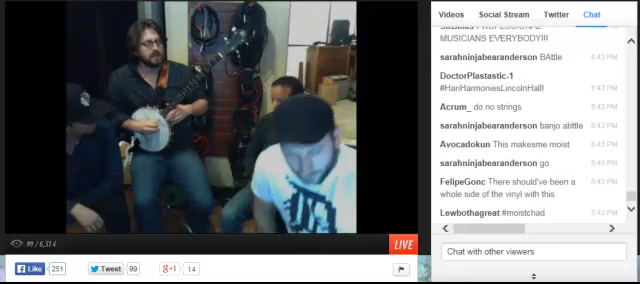 Videos
Social Stream
Twitter
Chat
MUSICIANS EVERYBODY!!!
sarahninjabearanderson BAttle 8:43 PM
DoctorPlastastic-1 8:43 PM
#HariHarmoniesLincolnHall!
Acrum_ do no strings 8:43 PM
sarahninjabearanderson banjo abttle 8:43 PM
Avocadokun This makesme moist 8:43 PM
sarahninjabearanderson go 8:43 PM
FelipeGonc There should've been a 8:43 PM
whole side of the vinyl with this
Lewbothagreat #moistchad 8:43 PM
Chat with other viewers
99 / 6,514
LIVE
Like 251
Tweet 99
g+1 14